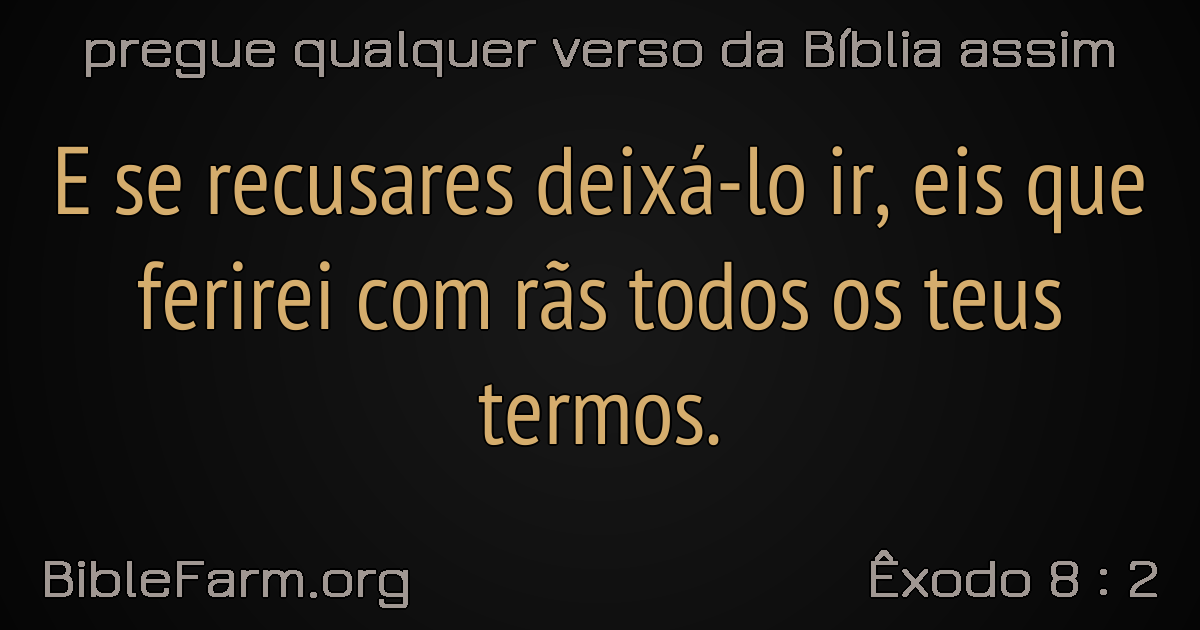 pregue qualquer verso da Bíblia assim
E se recusares deixá-lo ir, eis que
ferirei com rãs todos os teus
termos.
BibleFarm.org
Êxodo 8 : 2